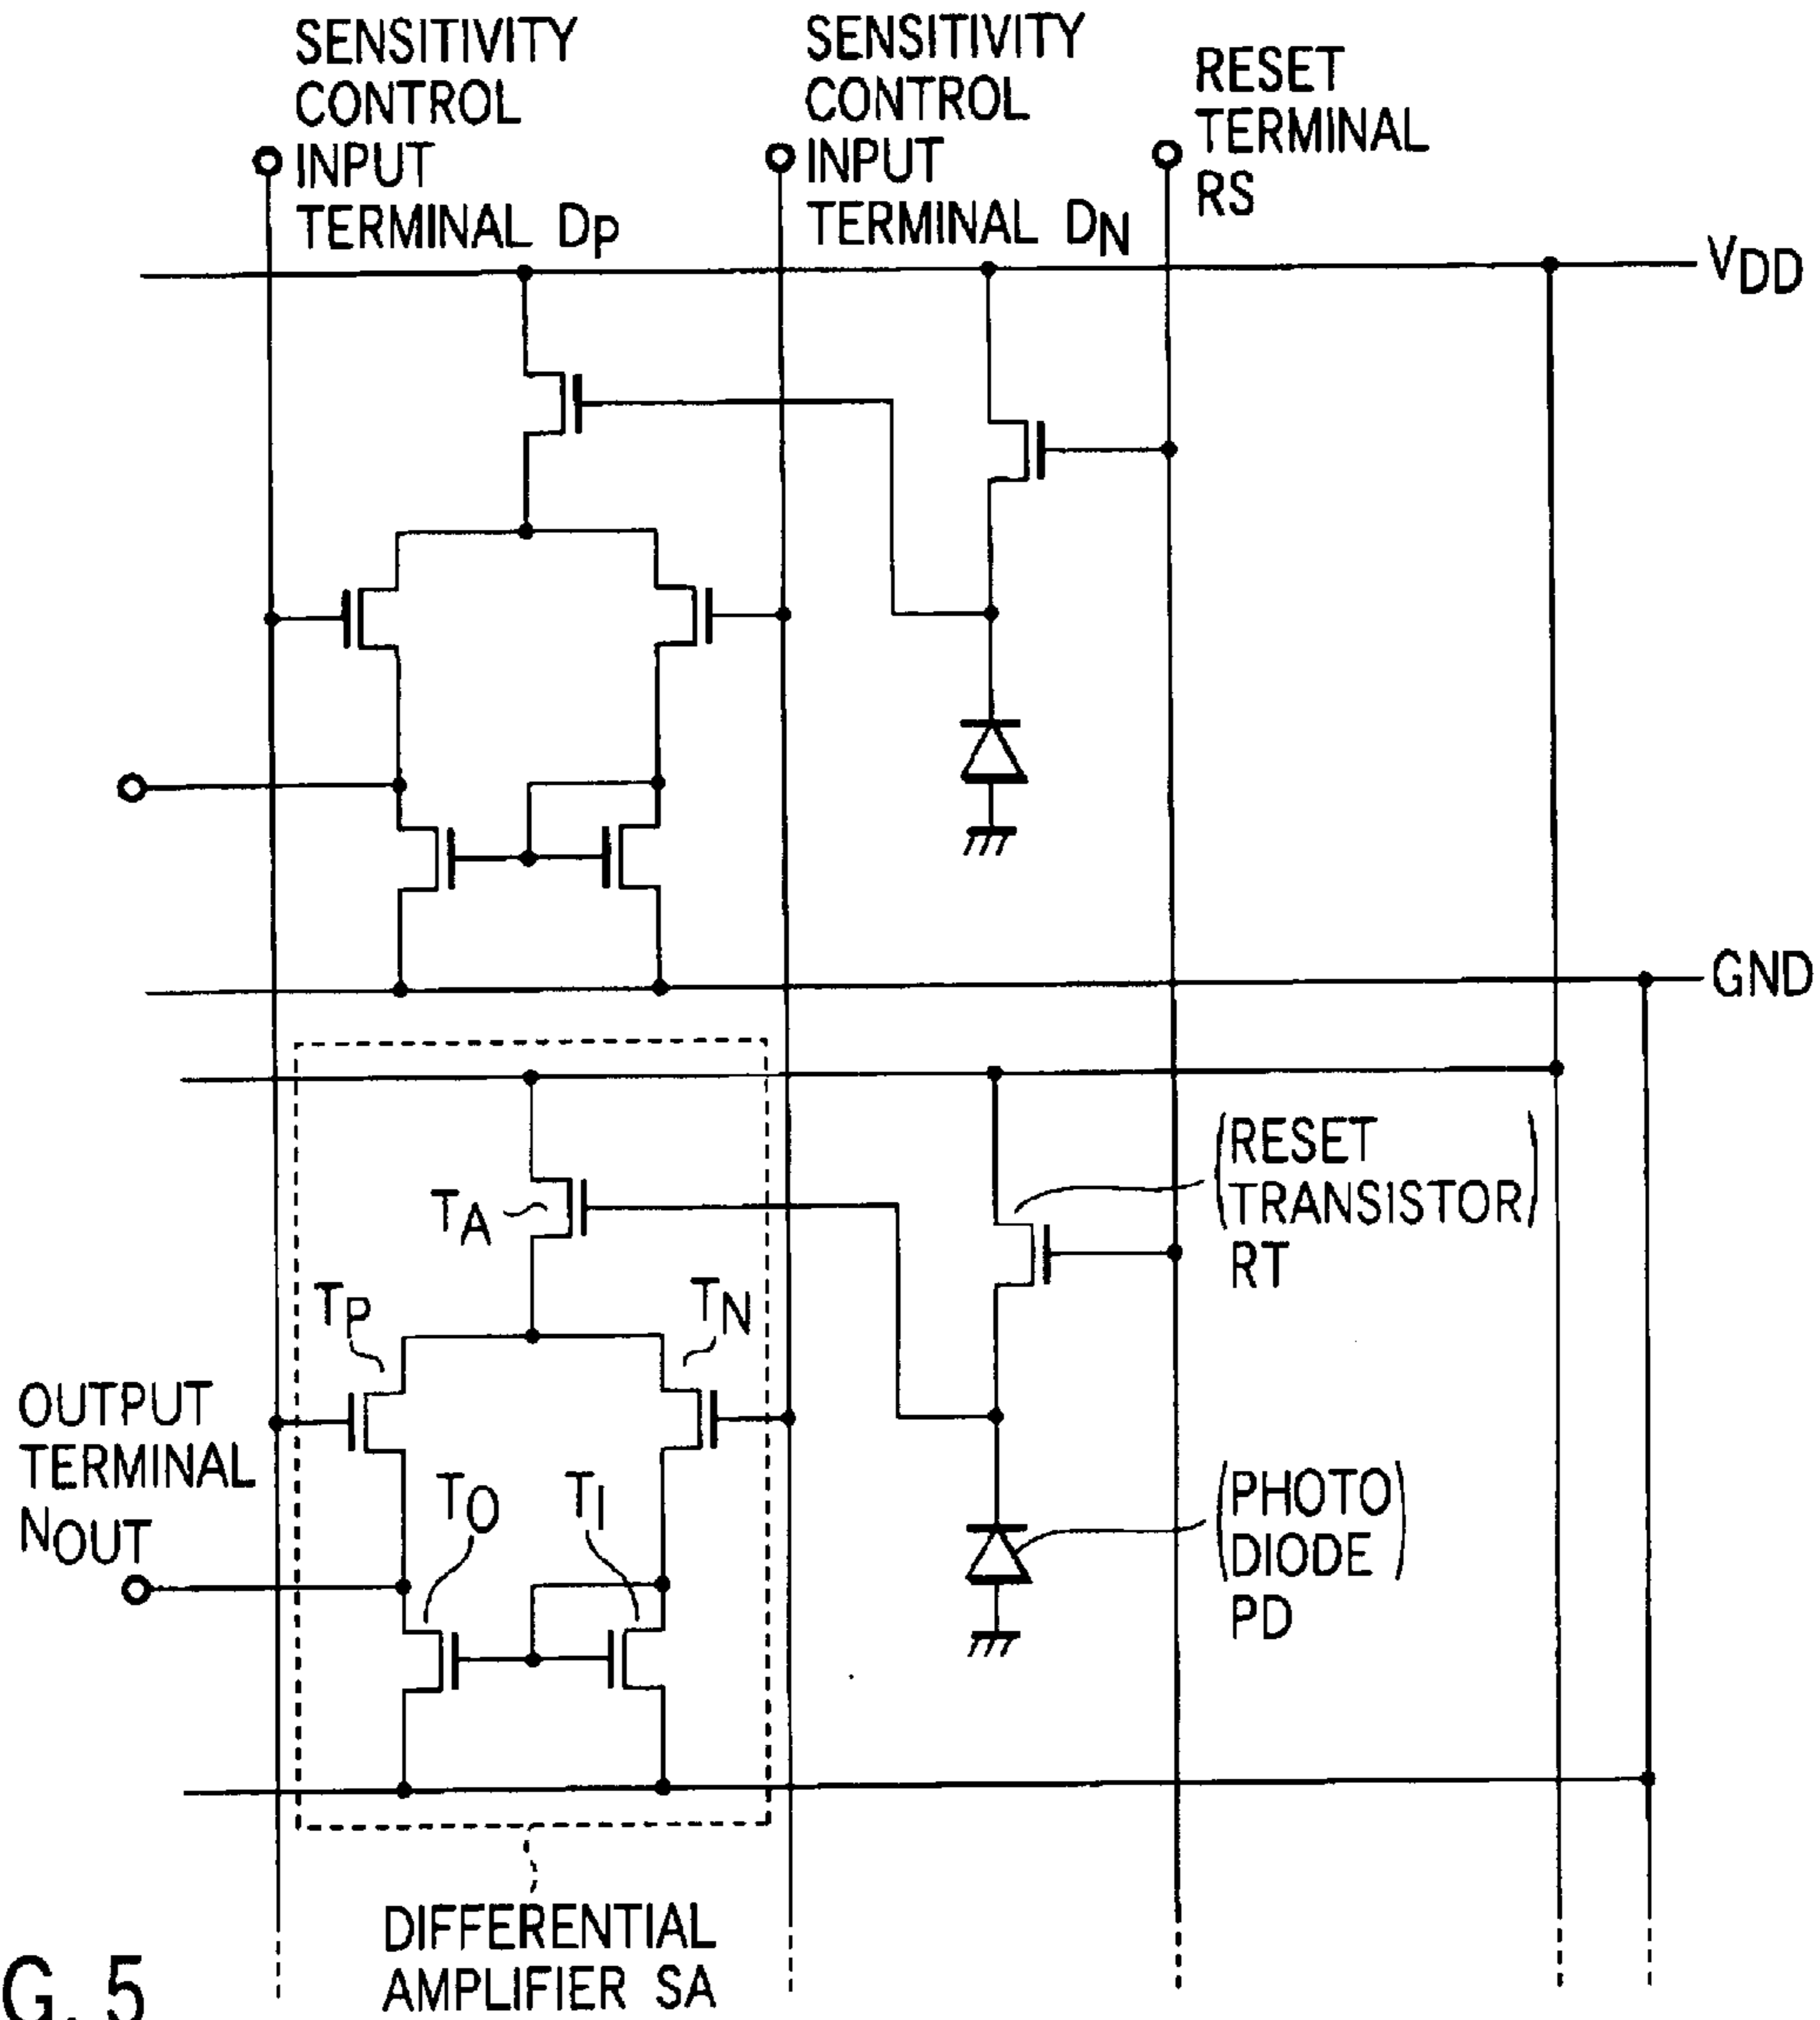 SENSITIVITY
CONTROL
INPUT
TERMINAL DP
SENSITIVITY
CONTROL
INPUT
TERMINAL DN
RESET
TERMINAL
RS
VDD
GND
TA
TP
TN
(RESET
TRANSISTOR)
RT
OUTPUT
TERMINAL
NOUT
TO
TI
(PHOTO
DIODE)
PD
DIFFERENTIAL
AMPLIFIER SA
G. 5